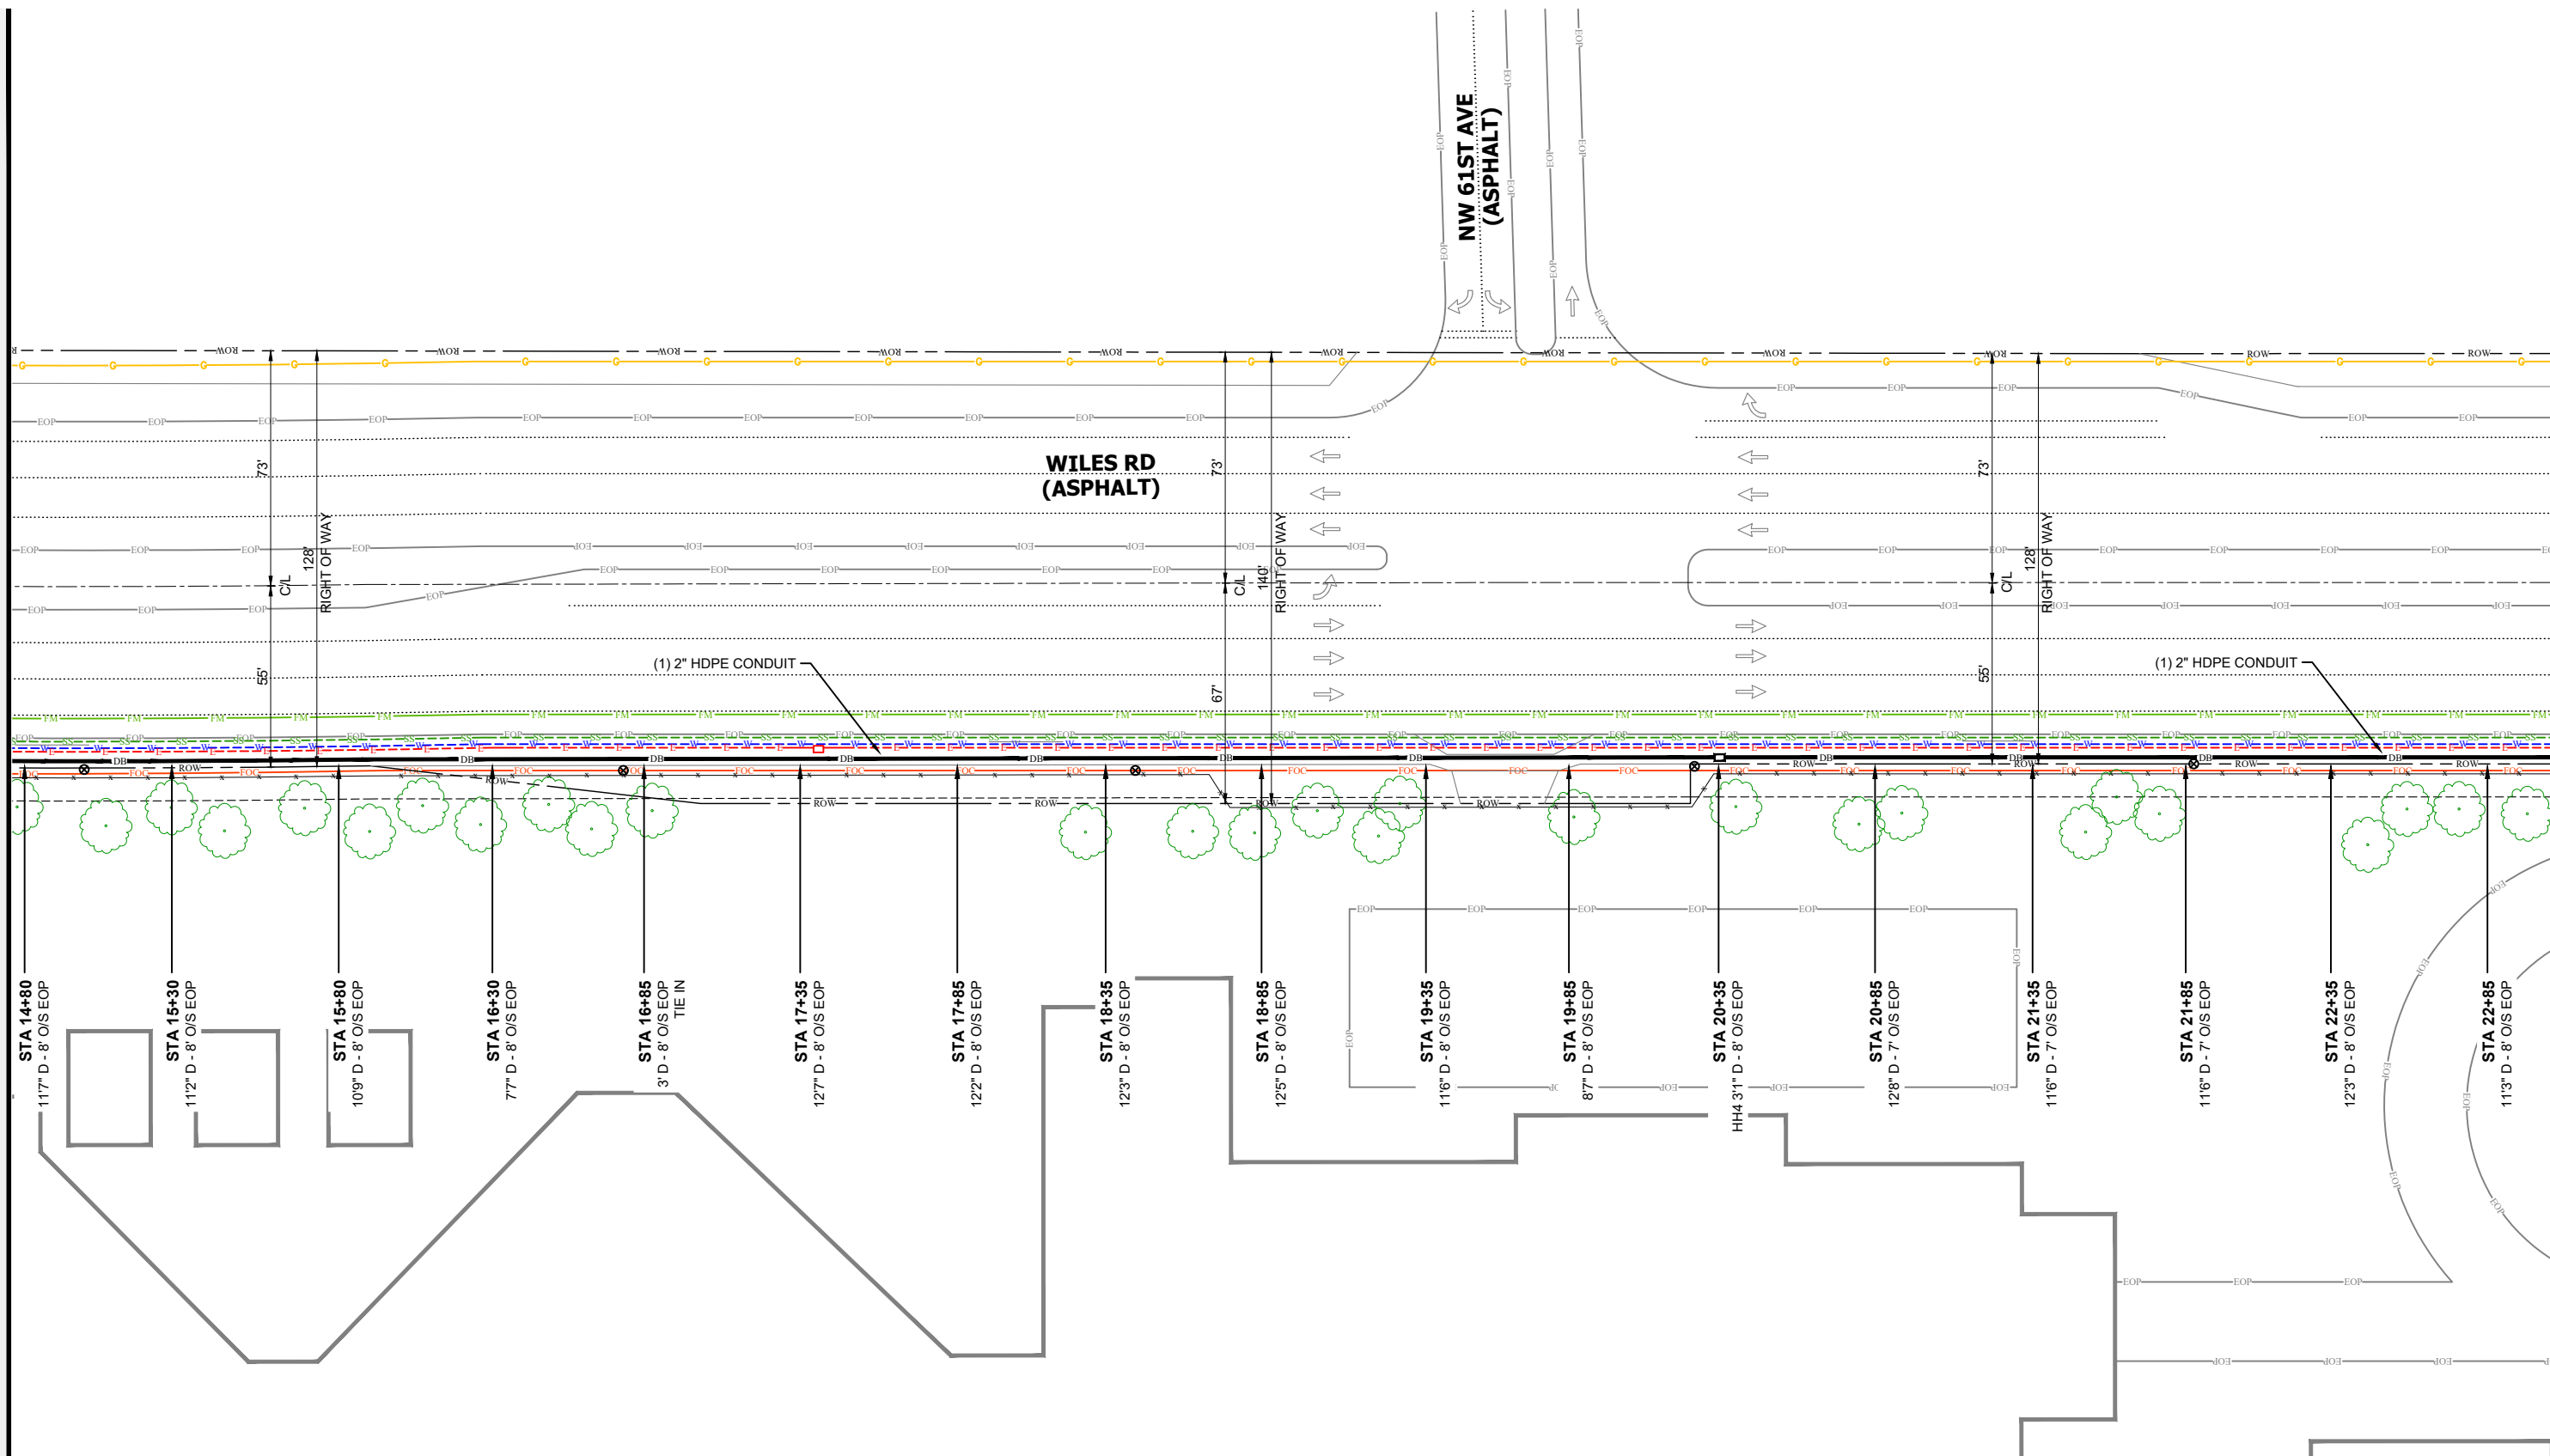 NW 61ST AVE
(ASPHALT)
WILES RD
(ASPHALT)
73'
55'
C/L
128'
RIGHT OF WAY
73'
67'
C/L
140'
RIGHT OF WAY
73'
55'
C/L
128'
RIGHT OF WAY
(1) 2" HDPE CONDUIT
(1) 2" HDPE CONDUIT
ROW
G
EOP
FM
SS
W
E
DB
FOC
x
STA 14+80
11'7" D - 8' O/S EOP
STA 15+30
11'2" D - 8' O/S EOP
STA 15+80
10'9" D - 8' O/S EOP
STA 16+30
7'7" D - 8' O/S EOP
STA 16+85
3' D - 8' O/S EOP
TIE IN
STA 17+35
12'7" D - 8' O/S EOP
STA 17+85
12'2" D - 8' O/S EOP
STA 18+35
12'3" D - 8' O/S EOP
STA 18+85
12'5" D - 8' O/S EOP
STA 19+35
11'6" D - 8' O/S EOP
STA 19+85
8'7" D - 8' O/S EOP
STA 20+35
HH4 3'1" D - 8' O/S EOP
STA 20+85
12'8" D - 7' O/S EOP
STA 21+35
11'6" D - 7' O/S EOP
STA 21+85
11'6" D - 7' O/S EOP
STA 22+35
12'3" D - 8' O/S EOP
STA 22+85
11'3" D - 8' O/S EOP